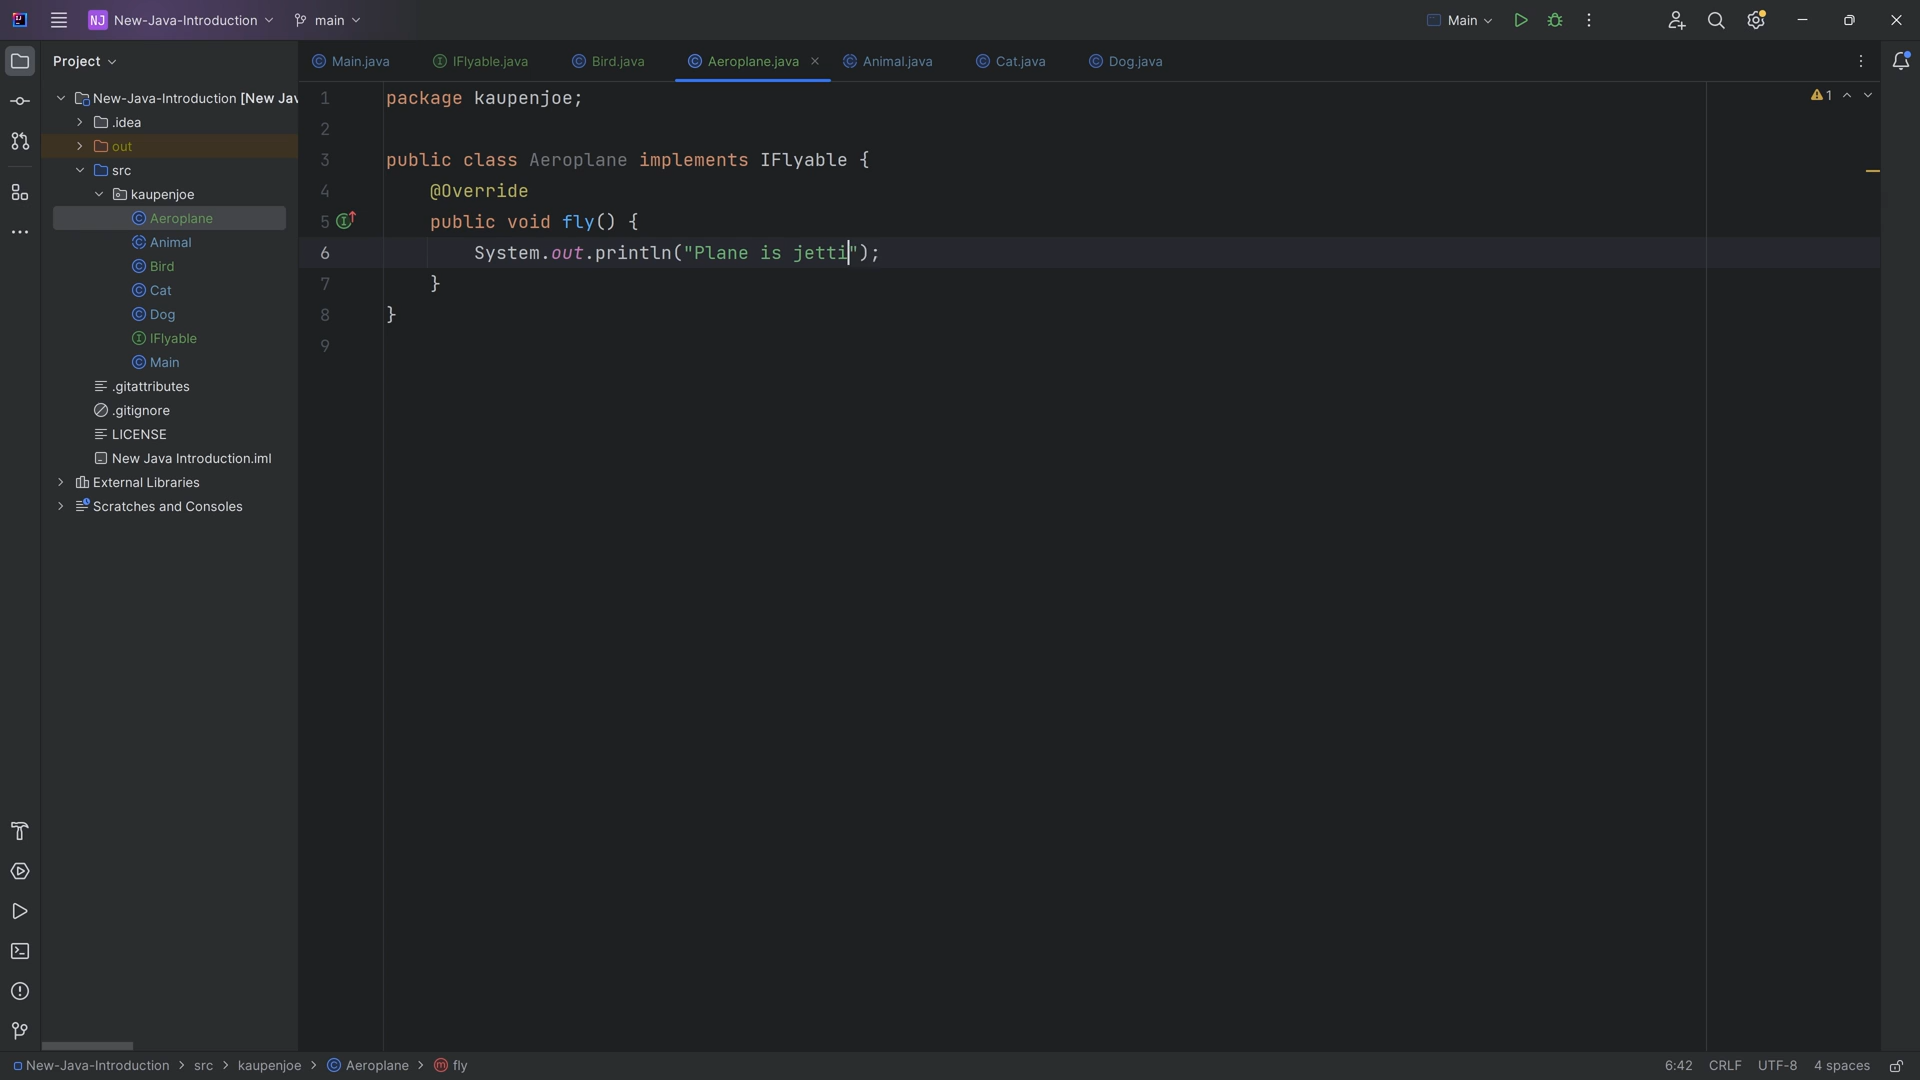 NJ New-Java-Introduction main Main
Project
Main.java IFlyable.java Bird.java Aeroplane.java Animal.java Cat.java Dog.java
New-Java-Introduction [New Jav
.idea
out
src
kaupenjoe
Aeroplane
Animal
Bird
Cat
Dog
IFlyable
Main
.gitattributes
.gitignore
LICENSE
New Java Introduction.iml
External Libraries
Scratches and Consoles
1 package kaupenjoe; 1
2
3 public class Aeroplane implements IFlyable {
4 @Override
5 public void fly() {
6 System.out.println("Plane is jetti");
7 }
8 }
9
New-Java-Introduction > src > kaupenjoe > Aeroplane > fly 6:42 CRLF UTF-8 4 spaces